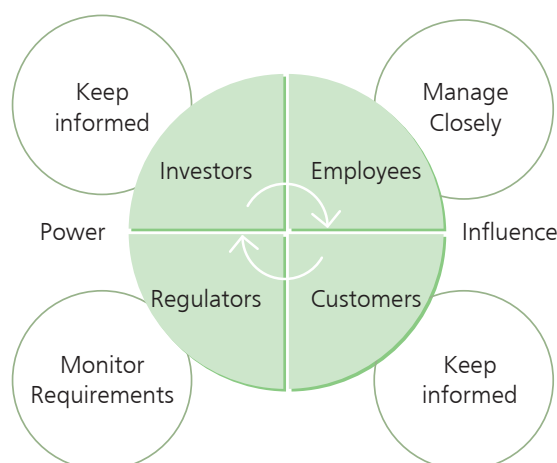 Keep
informed
Manage
Closely
Investors
Employees
Power
Influence
Regulators
Customers
Monitor
Requirements
Keep
informed